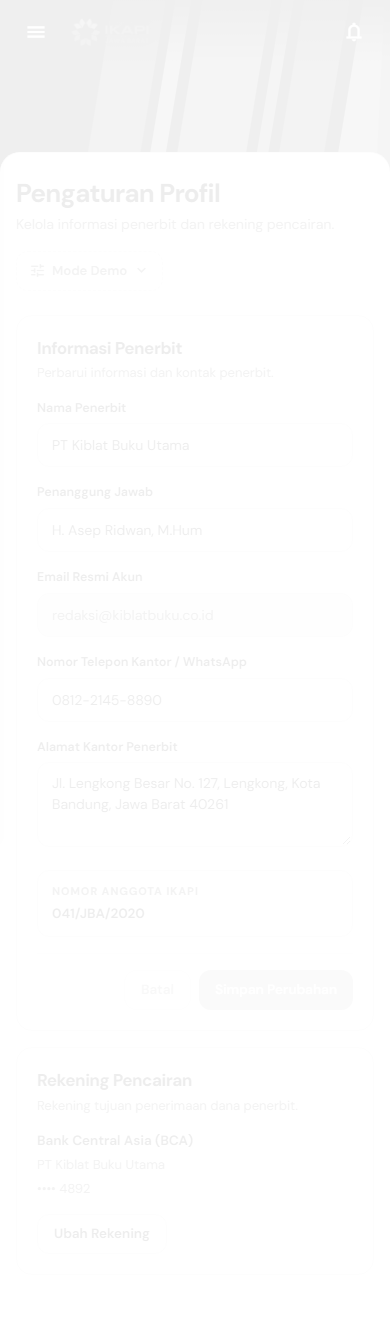 IKAPI
Pengaturan Profil
Kelola informasi penerbit dan rekening pencairan.
Mode Demo
Informasi Penerbit
Perbarui informasi dan kontak penerbit
Nama Penerbit
PT Kiblat Buku Utama
Penanggung Jawab
H. Asep Ridwan, M.Hum
Email Resmi Akun
redaksi@kiblatbuku.co.id
Nomor Telepon Kantor / WhatsApp
0812-2145-8890
Alamat Kantor Penerbit
Jl. Lengkong Besar No. 127, Lengkong, Kota
Bandung, Jawa Barat 40261
NOMOR ANGGOTA IKAPI
041/JBA/2020
Batal
Simpan Perubahan
Rekening Pencairan
Rekening tujuan penerimaan dana penerbit.
Bank Central Asia (BCA)
PT Kiblat Buku Utama
•••• 4892
Ubah Rekening